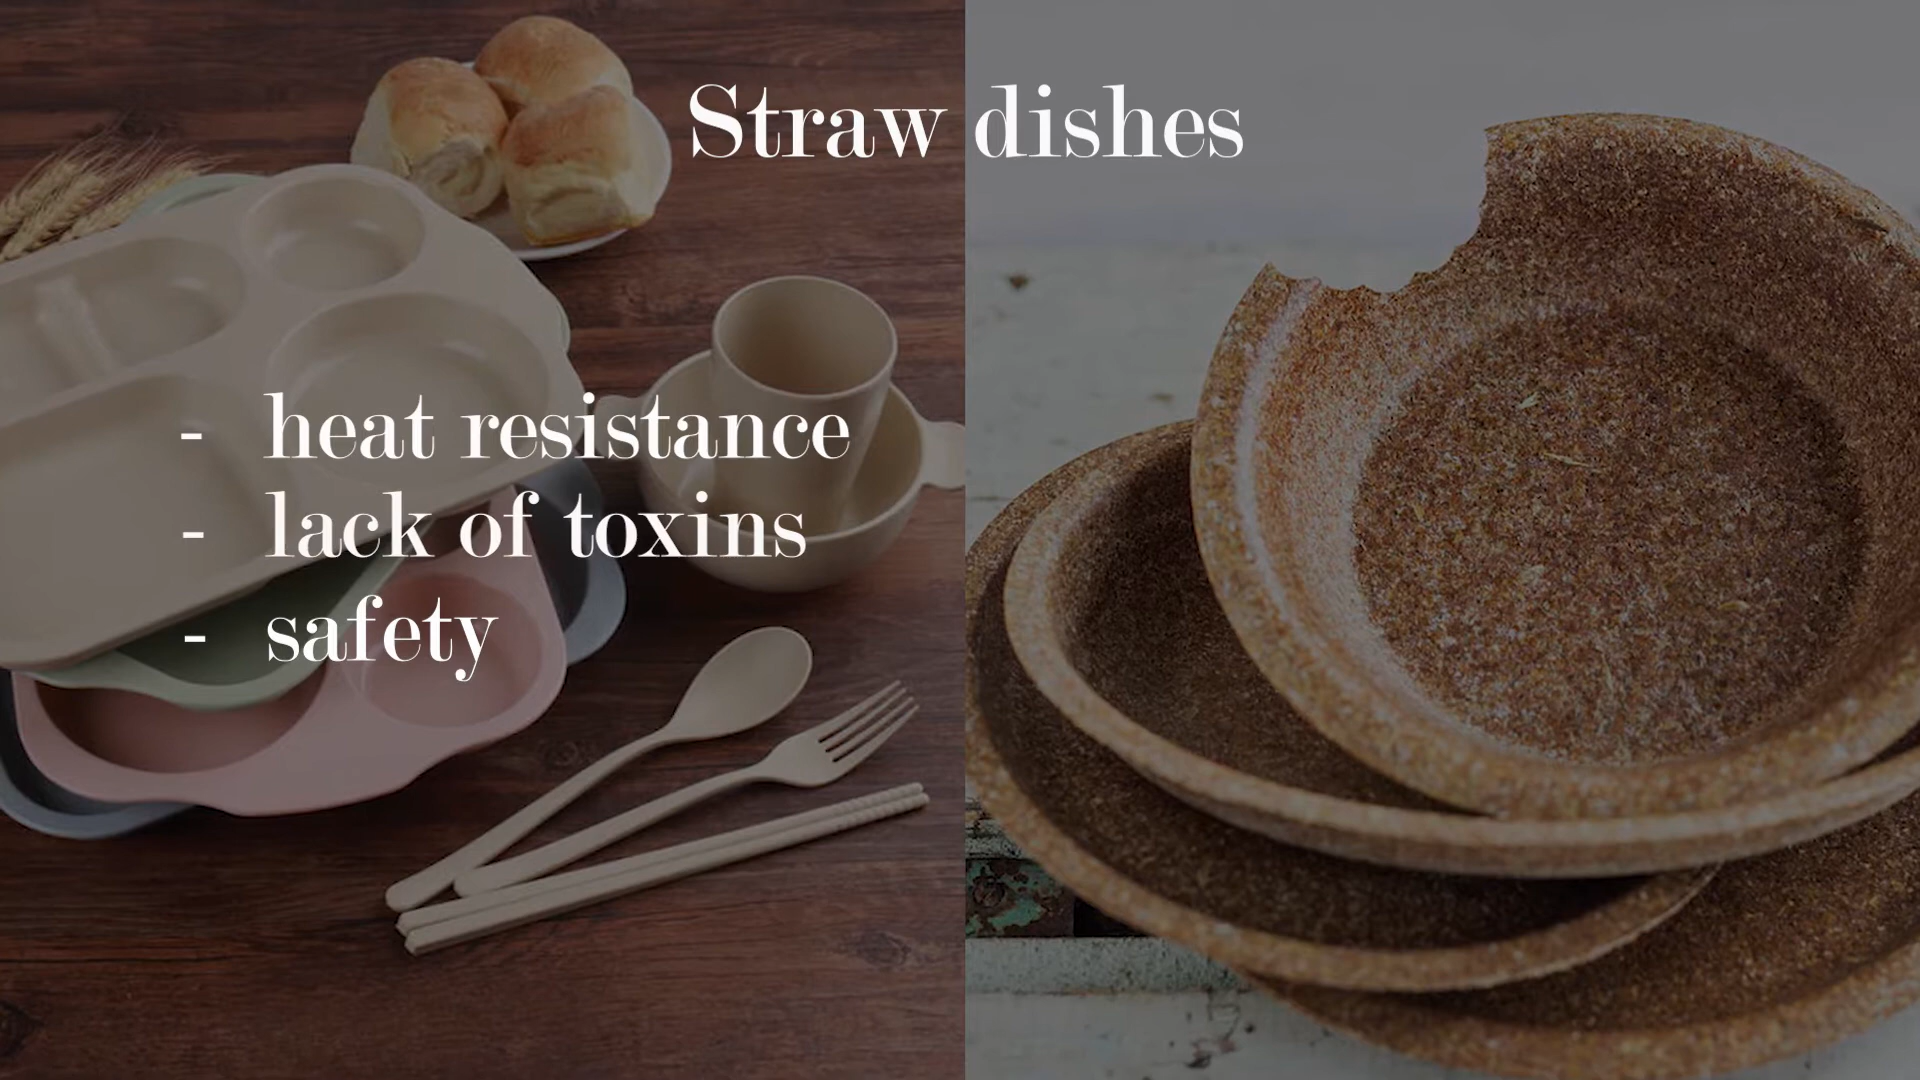 Straw dishes
- heat resistance
- lack of toxins
- safety